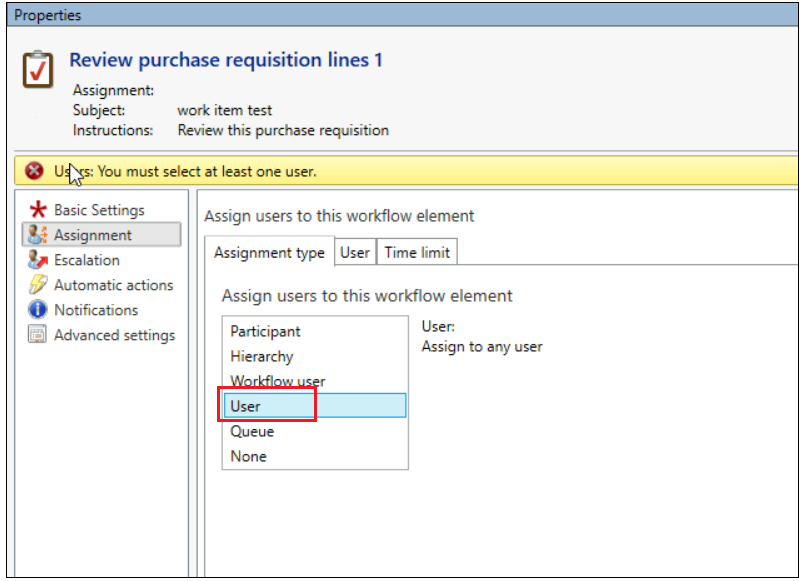 Properties
Review purchase requisition lines 1
Assignment:
Subject: work item test
Instructions: Review this purchase requisition
Users: You must select at least one user.
Basic Settings
Assignment
Escalation
Automatic actions
Notifications
Advanced settings
Assign users to this workflow element
Assignment type User Time limit
Assign users to this workflow element
Participant
Hierarchy
Workflow user
User
Queue
None
User:
Assign to any user